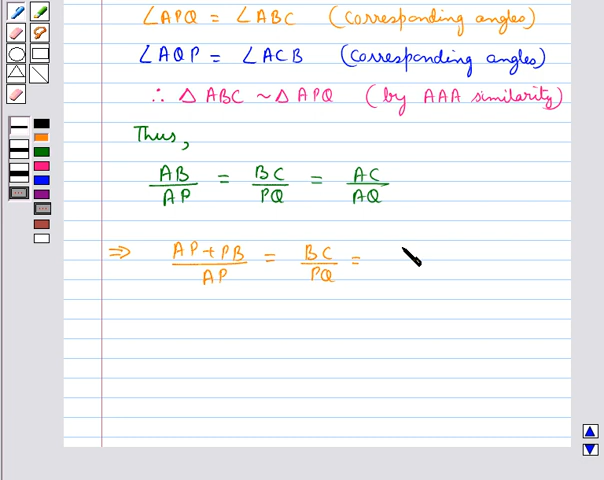 ∠APQ = ∠ABC (corresponding angles)
∠AQP = ∠ACB (corresponding angles)
∴ △ABC ~ △APQ (by AAA similarity)
Thus,
AB/AP = BC/PQ = AC/AQ
⇒ AP+PB/AP = BC/PQ =